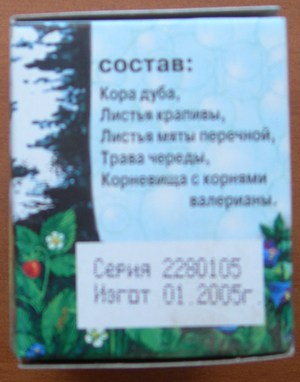 состав:
Кора дуба,
Листья крапивы,
Листья мяты перечной,
Трава череды,
Корневища с корнями
валерианы.
Серия 2280105
Изгот 01.2005г.